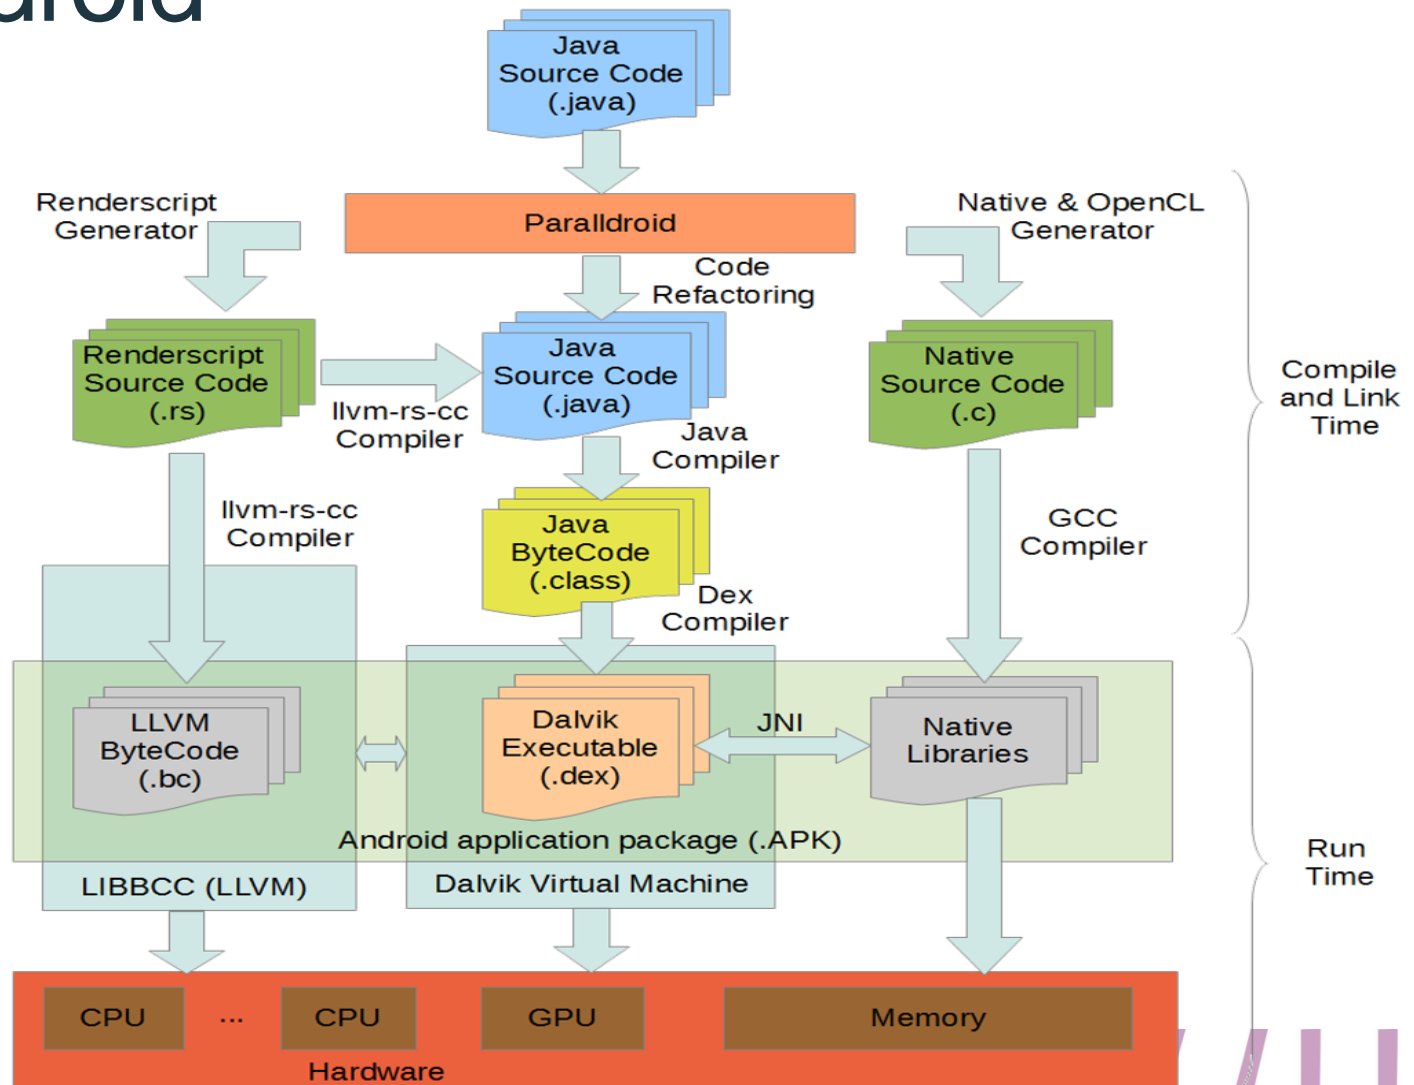 Java
Source Code
(.java)
Renderscript
Generator
Paralldroid
Native & OpenCL
Generator
Code
Refactoring
Renderscript
Source Code
(.rs)
llvm-rs-cc
Compiler
Java
Source Code
(.java)
Native
Source Code
(.c)
Compile
and Link
Time
Java
Compiler
llvm-rs-cc
Compiler
Java
ByteCode
(.class)
GCC
Compiler
Dex
Compiler
LLVM
ByteCode
(.bc)
Dalvik
Executable
(.dex)
JNI
Native
Libraries
Android application package (.APK)
LIBBCC (LLVM)
Dalvik Virtual Machine
Run
Time
CPU
...
CPU
GPU
Memory
Hardware